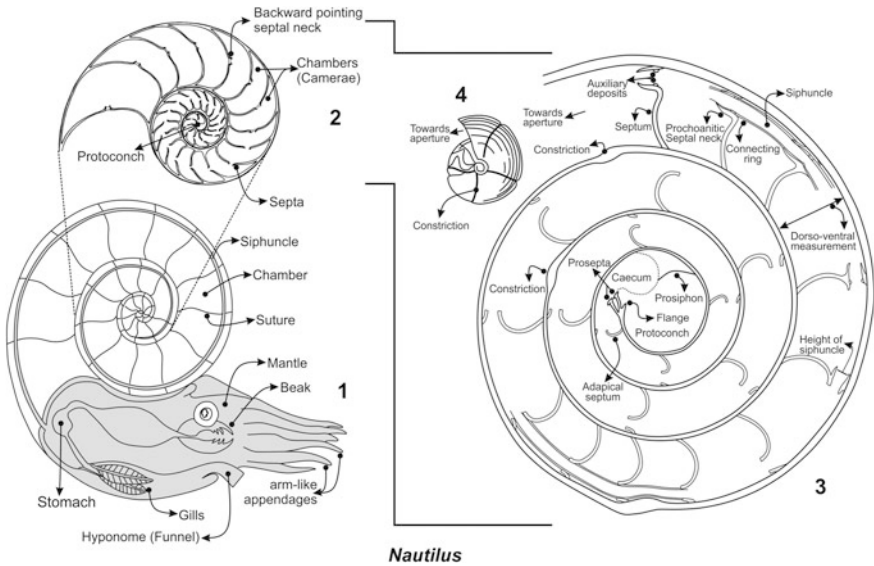 Backward pointing
septal neck
Chambers
(Camerae)
2
Protoconch
Septa
Siphuncle
Chamber
Suture
Mantle
Beak
1
arm-like
appendages
Stomach
Gills
Hyponome (Funnel)
4
Towards
aperture
Constriction
Auxiliary
deposits
Siphuncle
Towards
aperture
Septum
Prochoanitic
Septal neck
Connecting
ring
Constriction
Dorso-ventral
measurement
Constriction
Prosepta
Caecum
Prosiphon
Flange
Protoconch
Adapical
septum
Height of
siphuncle
3
Nautilus